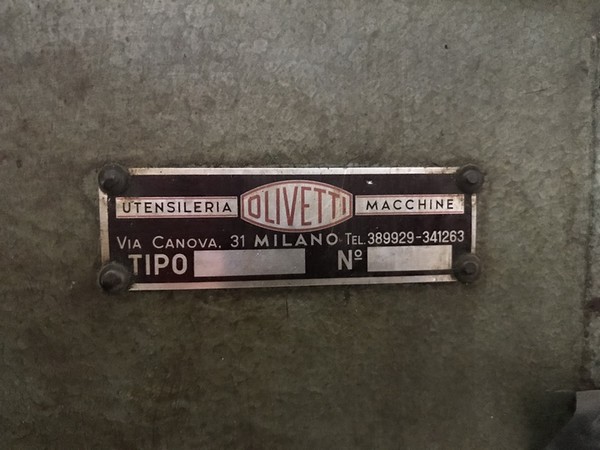 UTENSILERIA OLIVETTI MACCHINE
VIA CANOVA, 31 MILANO TEL. 389929-341263
TIPO Nº